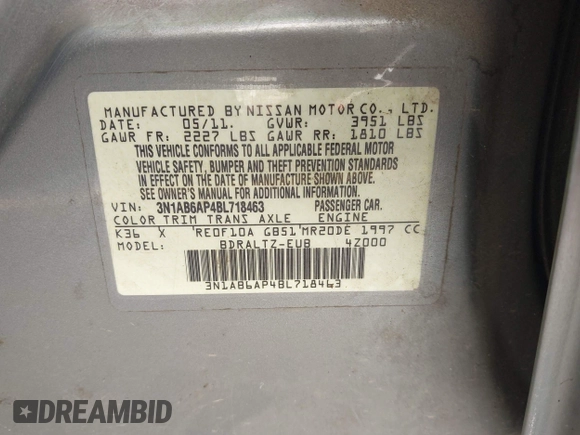 MANUFACTURED BY NISSAN MOTOR CO., LTD.
DATE: 05/11. GVWR: 3951 LBS
GAWR FR: 2227 LBS GAWR RR: 1810 LBS
THIS VEHICLE CONFORMS TO ALL APPLICABLE FEDERAL MOTOR
VEHICLE SAFETY, BUMPER AND THEFT PREVENTION STANDARDS
IN EFFECT ON THE DATE OF MANUFACTURE SHOWN ABOVE.
SEE OWNER'S MANUAL FOR ADDITIONAL INFORMATION.
VIN: 3N1AB6AP4BL718463 PASSENGER CAR.
COLOR TRIM TRANS AXLE ENGINE
K36 X 'RE0F10A GB51'MR20DE 1997 CC
MODEL: BDRALTZ-EUB 4Z000
3N1AB6AP4BL718463
DREAMBID